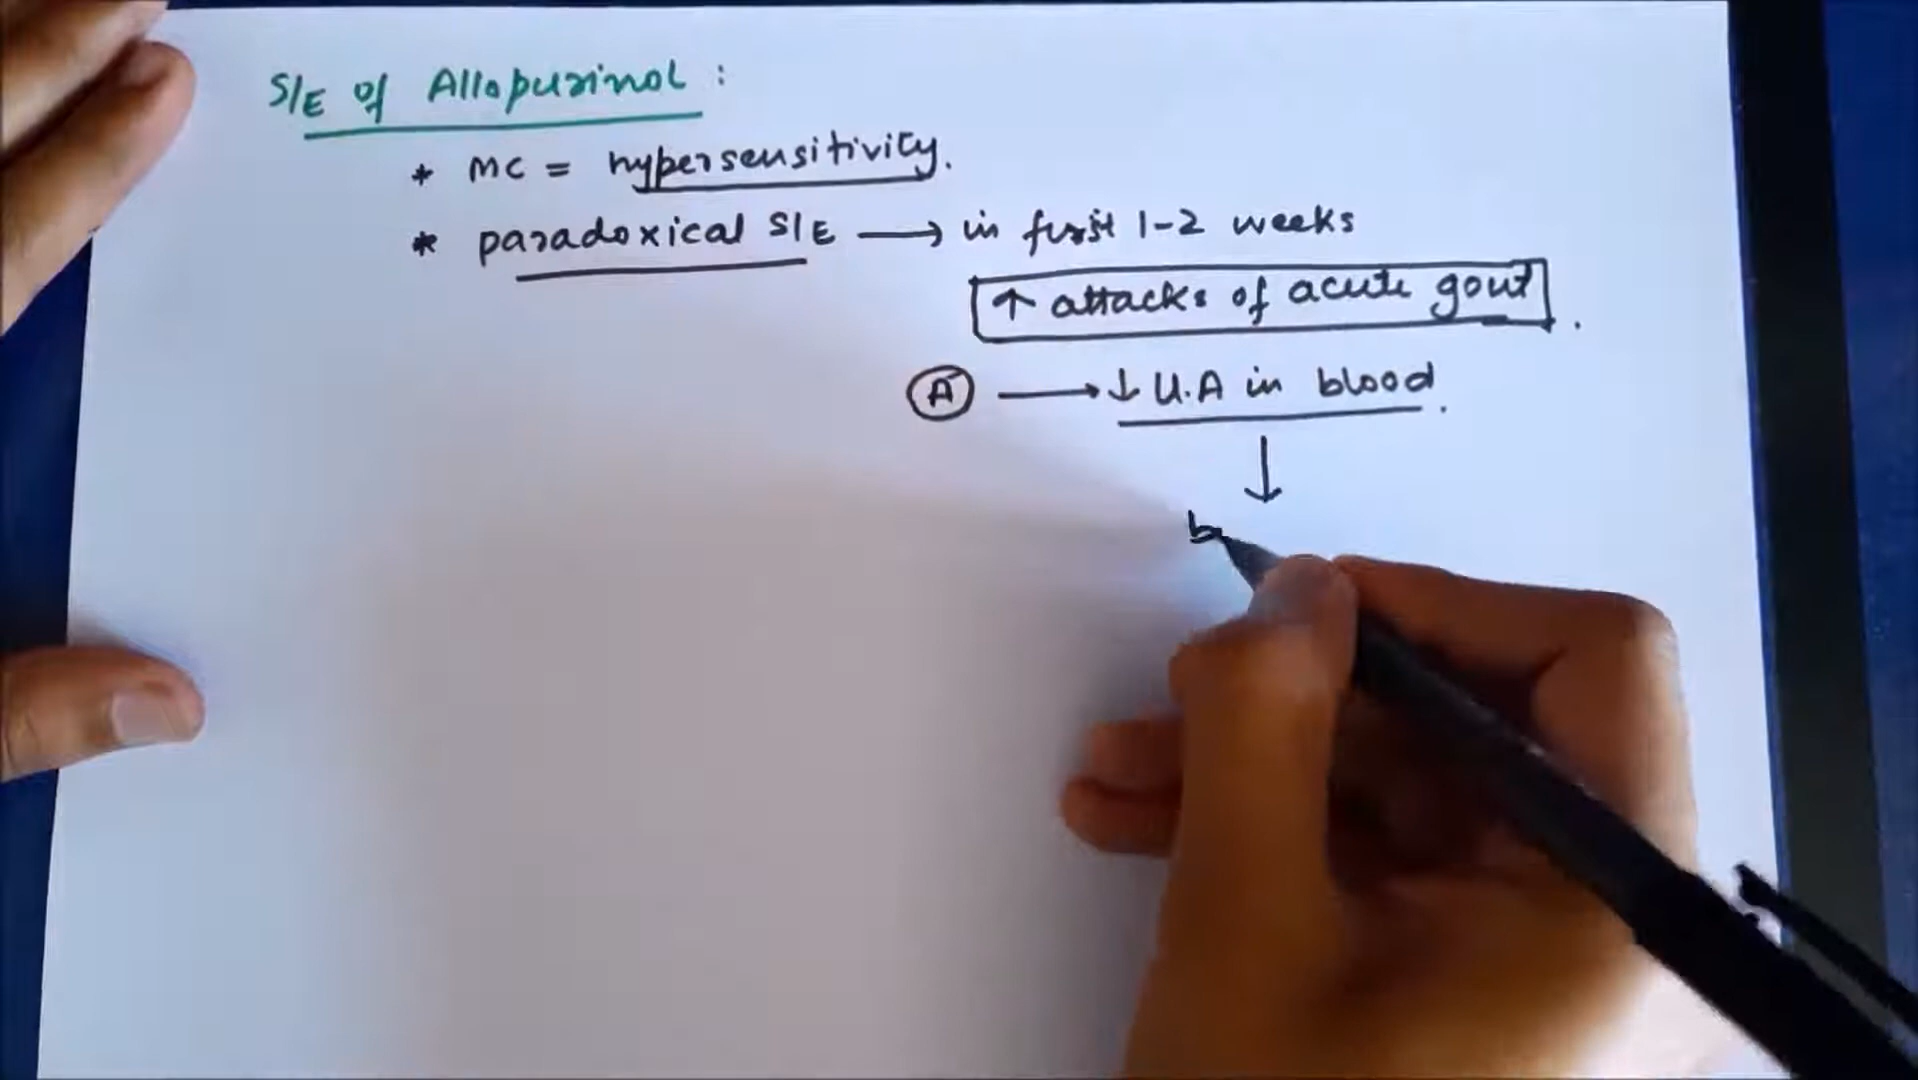 S/E of Allopurinol :
* MC = hypersensitivity.
* paradoxical S/E → in first 1-2 weeks
↑ attacks of acute gout .
Ⓐ → ↓ U.A in blood .
↓
b